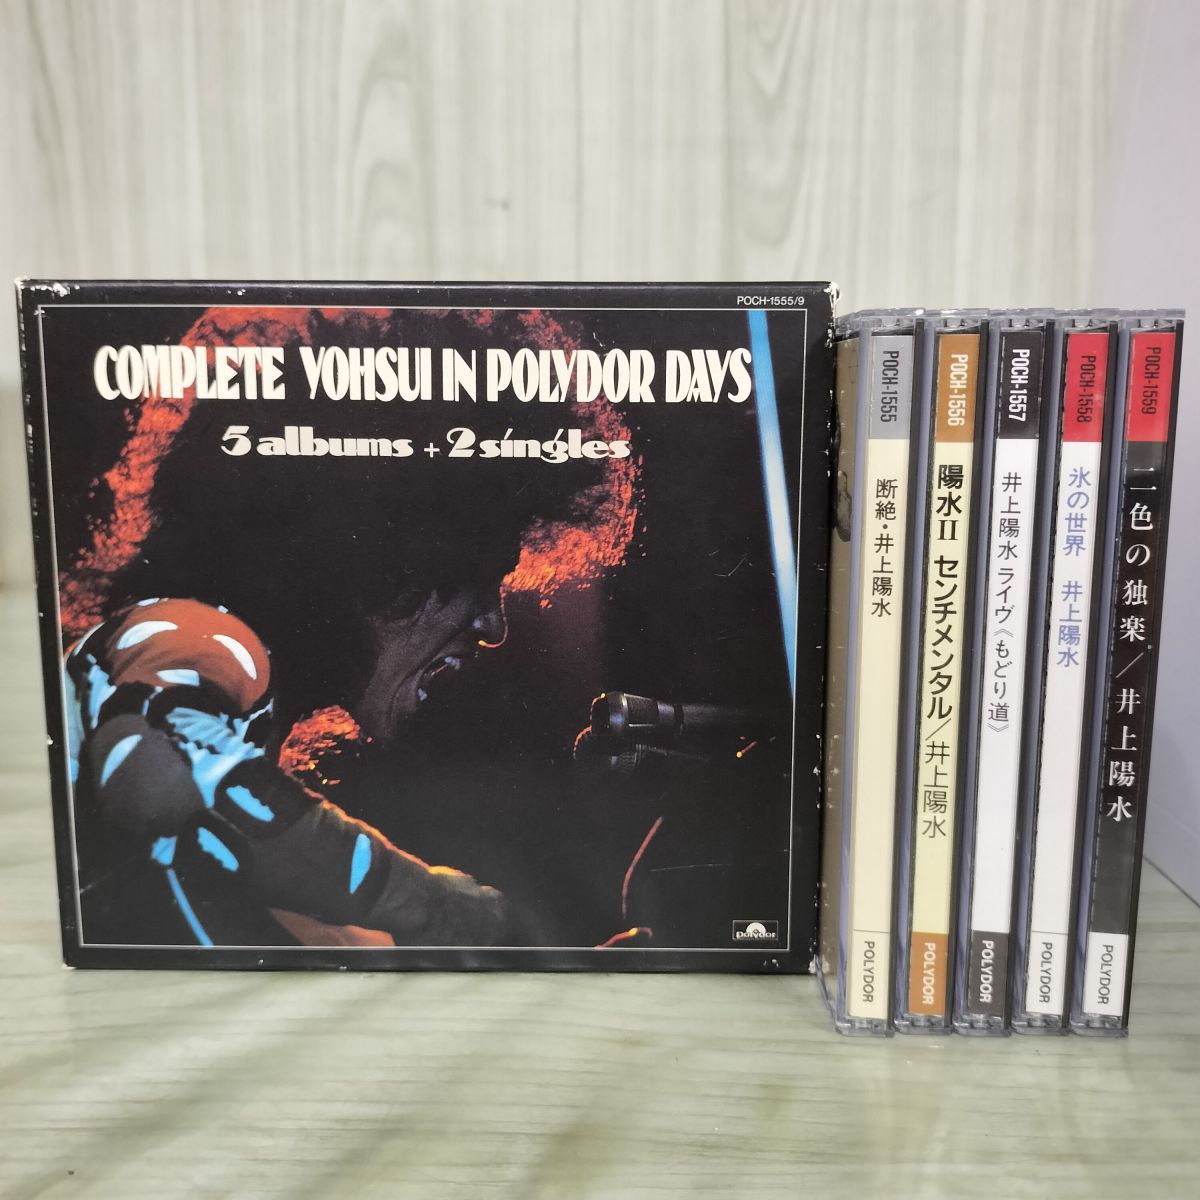 POCH-1555/9
COMPLETE YOHSUI IN POLYDOR DAYS
5 albums + 2 singles
polydor
POCH-1555
断絶・井上陽水
POLYDOR
POCH-1556
陽水II センチメンタル／井上陽水
POLYDOR
POCH-1557
井上陽水 ライヴ《もどり道》
POLYDOR
POCH-1558
氷の世界 井上陽水
POLYDOR
POCH-1559
二色の独楽／井上陽水
POLYDOR